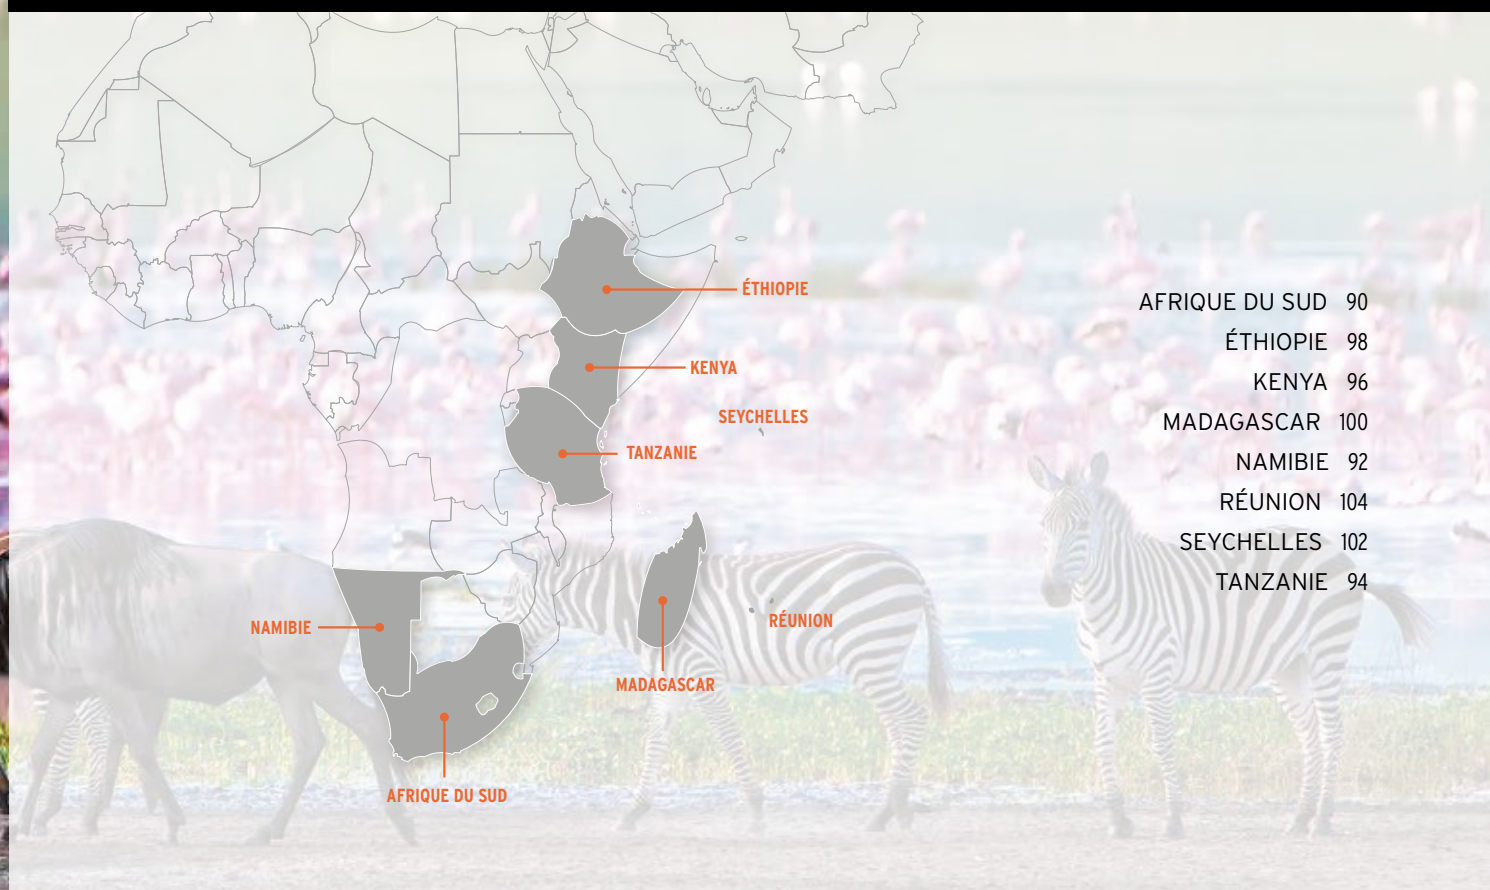 ÉTHIOPIE
KENYA
SEYCHELLES
TANZANIE
NAMIBIE
RÉUNION
MADAGASCAR
AFRIQUE DU SUD
AFRIQUE DU SUD 90
ÉTHIOPIE 98
KENYA 96
MADAGASCAR 100
NAMIBIE 92
RÉUNION 104
SEYCHELLES 102
TANZANIE 94